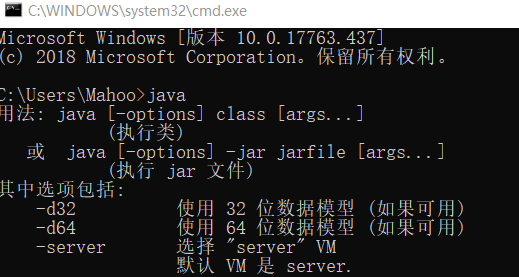 C:\WINDOWS\system32\cmd.exe
Microsoft Windows [版本 10.0.17763.437]
(c) 2018 Microsoft Corporation。保留所有权利。
C:\Users\Mahoo>java
用法: java [-options] class [args...]
(执行类)
或 java [-options] -jar jarfile [args...]
(执行 jar 文件)
其中选项包括:
-d32 使用 32 位数据模型 (如果可用)
-d64 使用 64 位数据模型 (如果可用)
-server 选择 "server" VM
默认 VM 是 server.